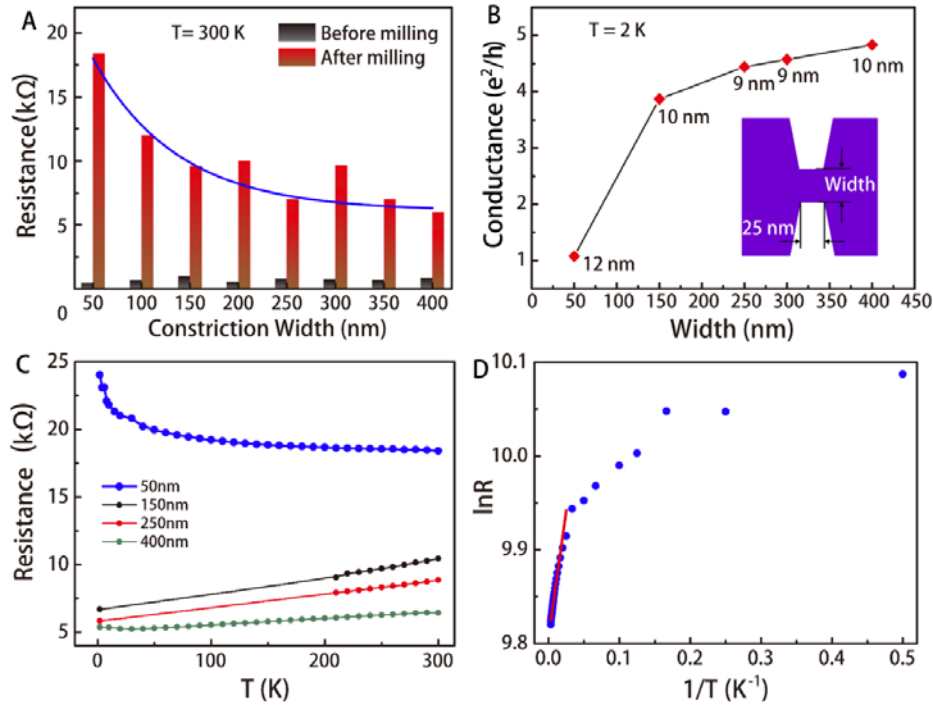 A
T= 300 K
Before milling
After milling
Resistance(kΩ)
20
15
10
5
0
50 100 150 200 250 300 350 400
Constriction Width (nm)
B
T = 2 K
Conductance (e²/h)
6
5
4
3
2
1
12 nm
10 nm
9 nm
9 nm
10 nm
Width
25 nm
0 50 100 150 200 250 300 350 400 450
Width (nm)
C
Resistance (kΩ)
25
20
15
10
5
50nm
150nm
250nm
400nm
0 100 200 300
T (K)
D
lnR
10.1
10.0
9.9
9.8
0.0 0.1 0.2 0.3 0.4 0.5
1/T (K⁻¹)